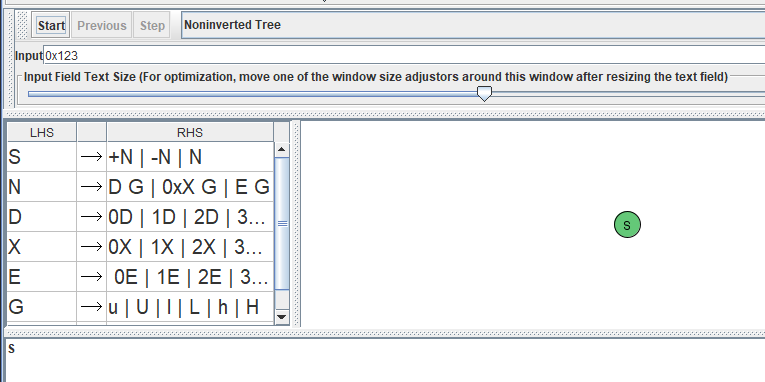 Start Previous Step Noninverted Tree
Input 0x123
Input Field Text Size (For optimization, move one of the window size adjustors around this window after resizing the text field)
LHS RHS
S → +N | -N | N
N → D G | 0xX G | E G
D → 0D | 1D | 2D | 3...
X → 0X | 1X | 2X | 3...
E → 0E | 1E | 2E | 3...
G → u | U | l | L | h | H
S
S